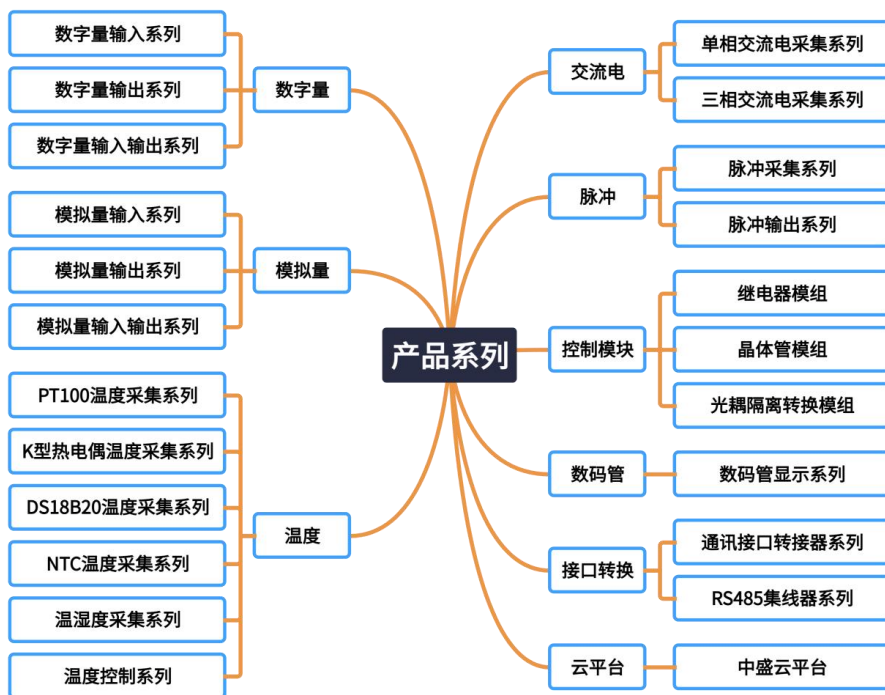 产品系列
数字量
数字量输入系列
数字量输出系列
数字量输入输出系列
模拟量
模拟量输入系列
模拟量输出系列
模拟量输入输出系列
温度
PT100温度采集系列
K型热电偶温度采集系列
DS18B20温度采集系列
NTC温度采集系列
温湿度采集系列
温度控制系列
交流电
单相交流电采集系列
三相交流电采集系列
脉冲
脉冲采集系列
脉冲输出系列
控制模块
继电器模组
晶体管模组
光耦隔离转换模组
数码管
数码管显示系列
接口转换
通讯接口转接器系列
RS485集线器系列
云平台
中盛云平台